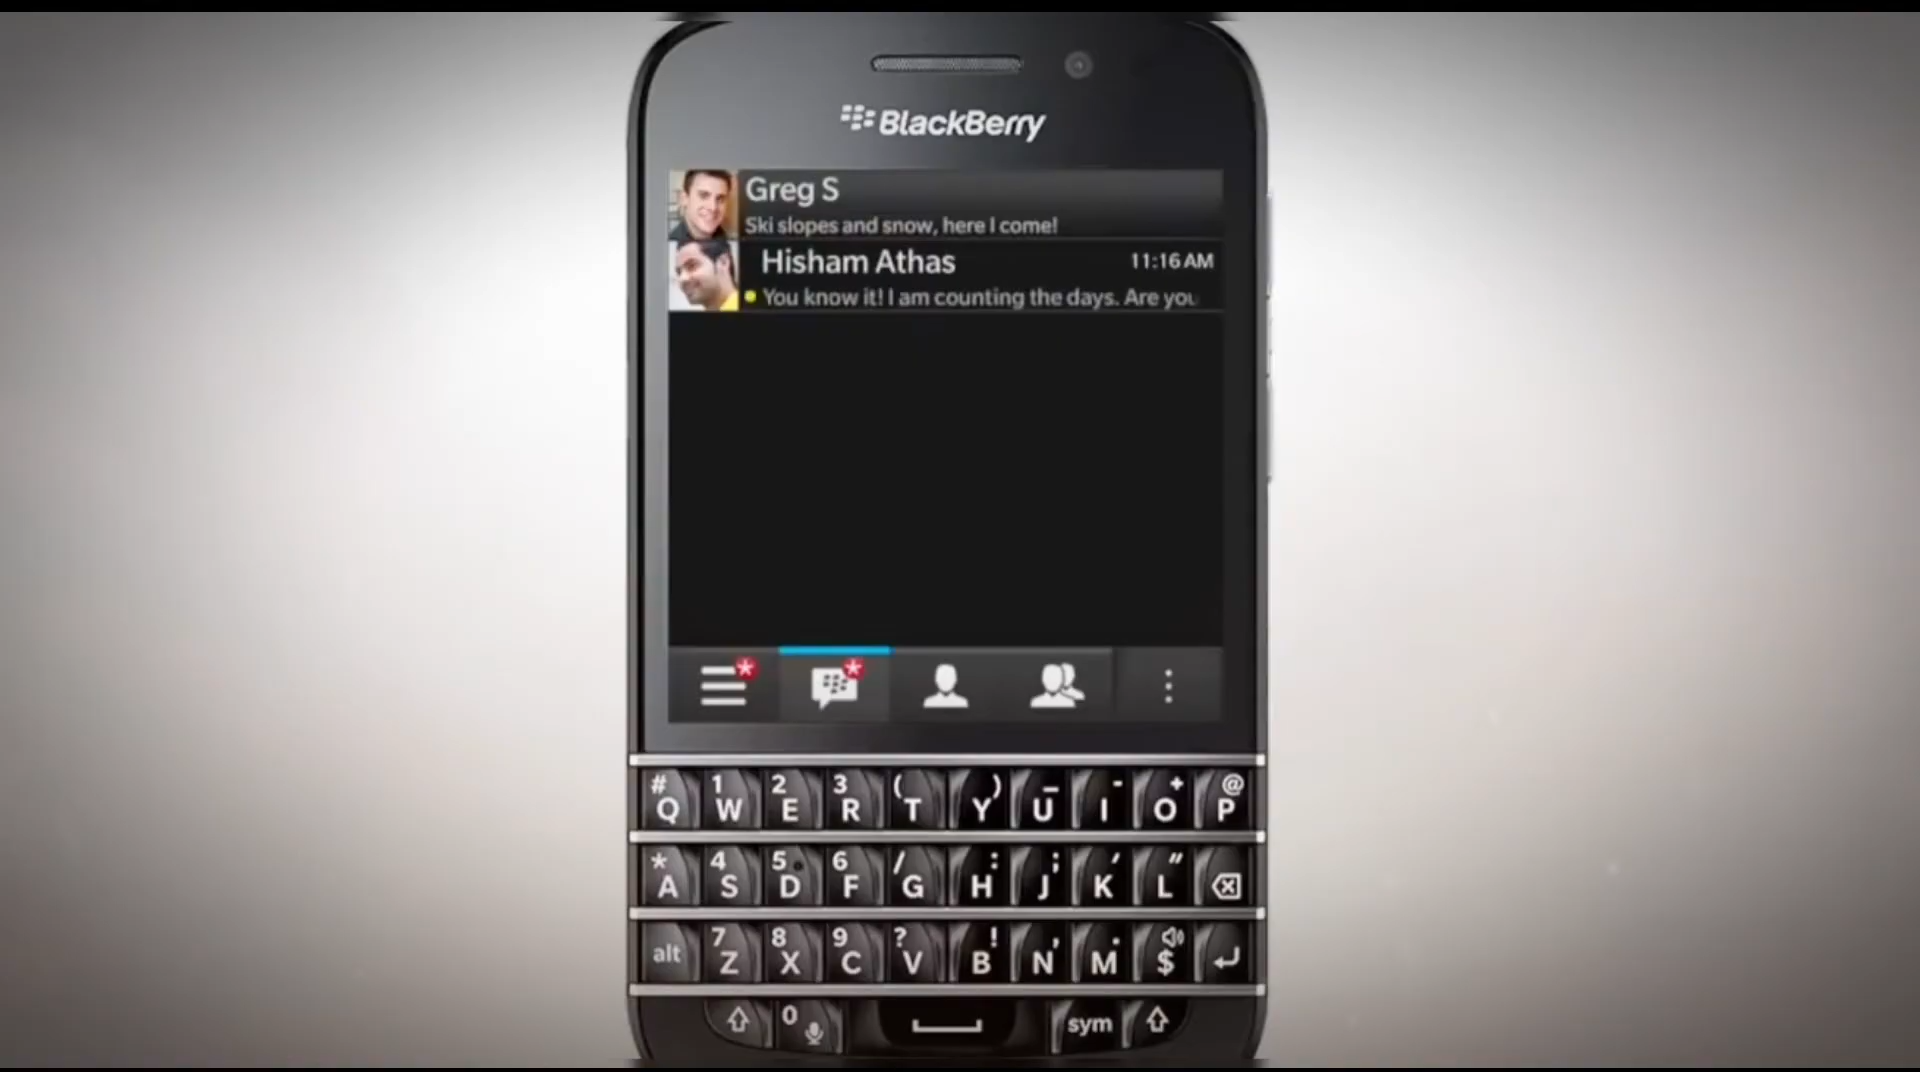 BlackBerry
Greg S
Ski slopes and snow, here I come!
Hisham Athas 11:16 AM
You know it! I am counting the days. Are you
# 1 2 3 ( ) _ - + @
Q W E R T Y U I O P
* 4 5 6 / : ; ' "
A S D F G H J K L
7 8 9 ? ! , .
alt Z X C V B N M $
0
sym